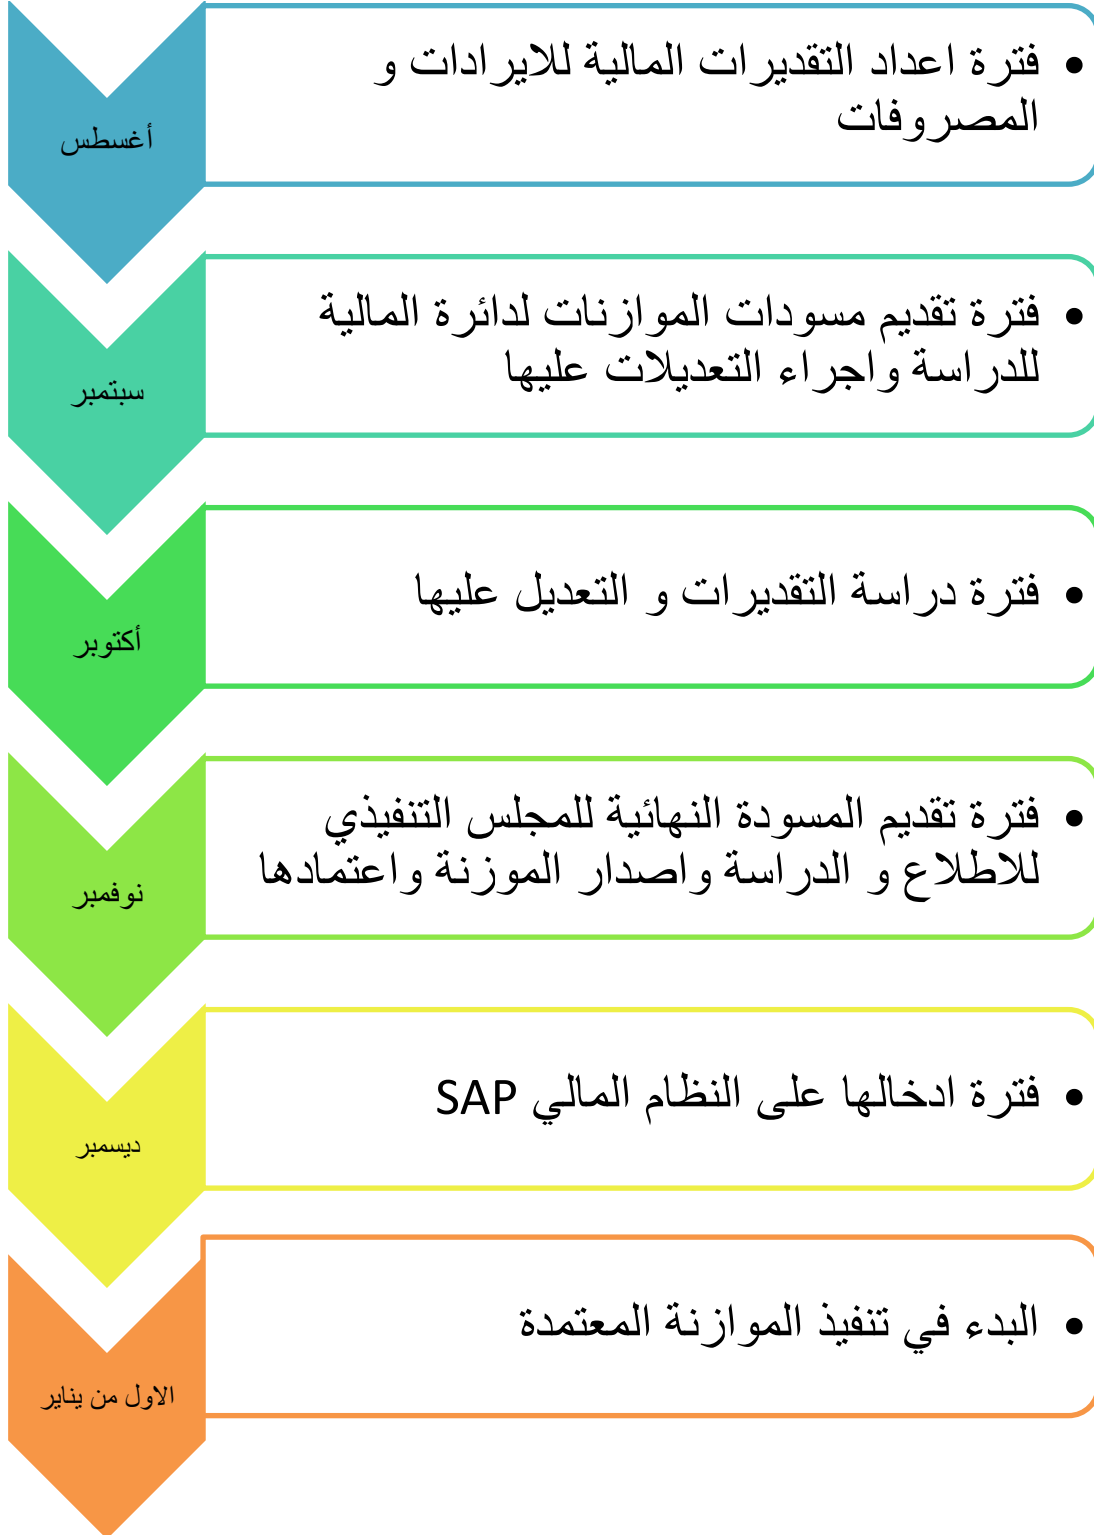 أغسطس
• فترة اعداد التقديرات المالية للايرادات و
المصروفات
سبتمبر
• فترة تقديم مسودات الموازنات لدائرة المالية
للدراسة واجراء التعديلات عليها
أكتوبر
• فترة دراسة التقديرات و التعديل عليها
نوفمبر
• فترة تقديم المسودة النهائية للمجلس التنفيذي
للاطلاع و الدراسة واصدار الموزنة واعتمادها
ديسمبر
• فترة ادخالها على النظام المالي SAP
الاول من يناير
• البدء في تنفيذ الموازنة المعتمدة